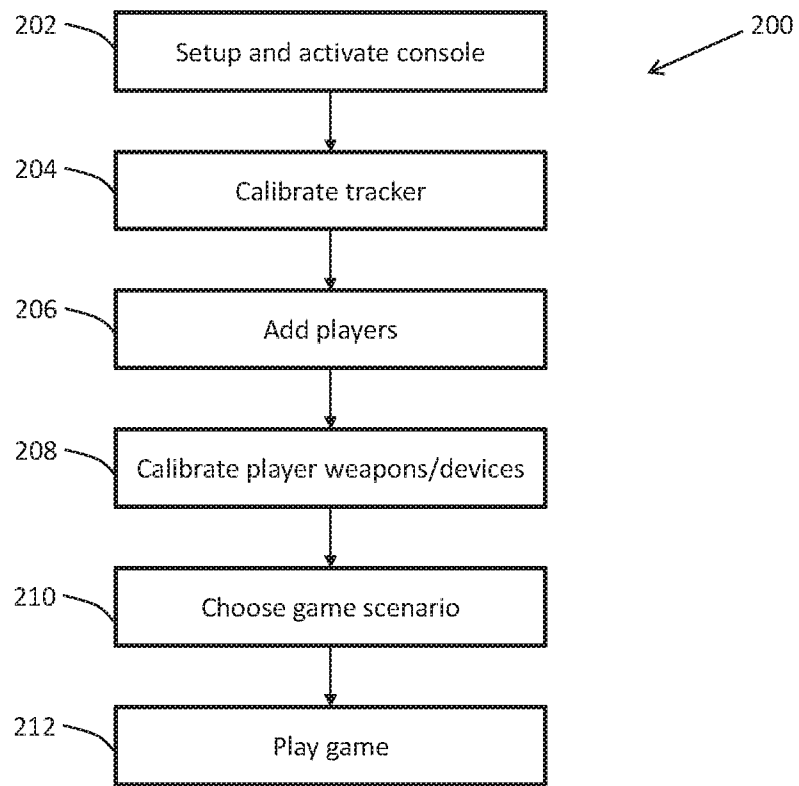 202
Setup and activate console
200
204
Calibrate tracker
206
Add players
208
Calibrate player weapons/devices
210
Choose game scenario
212
Play game